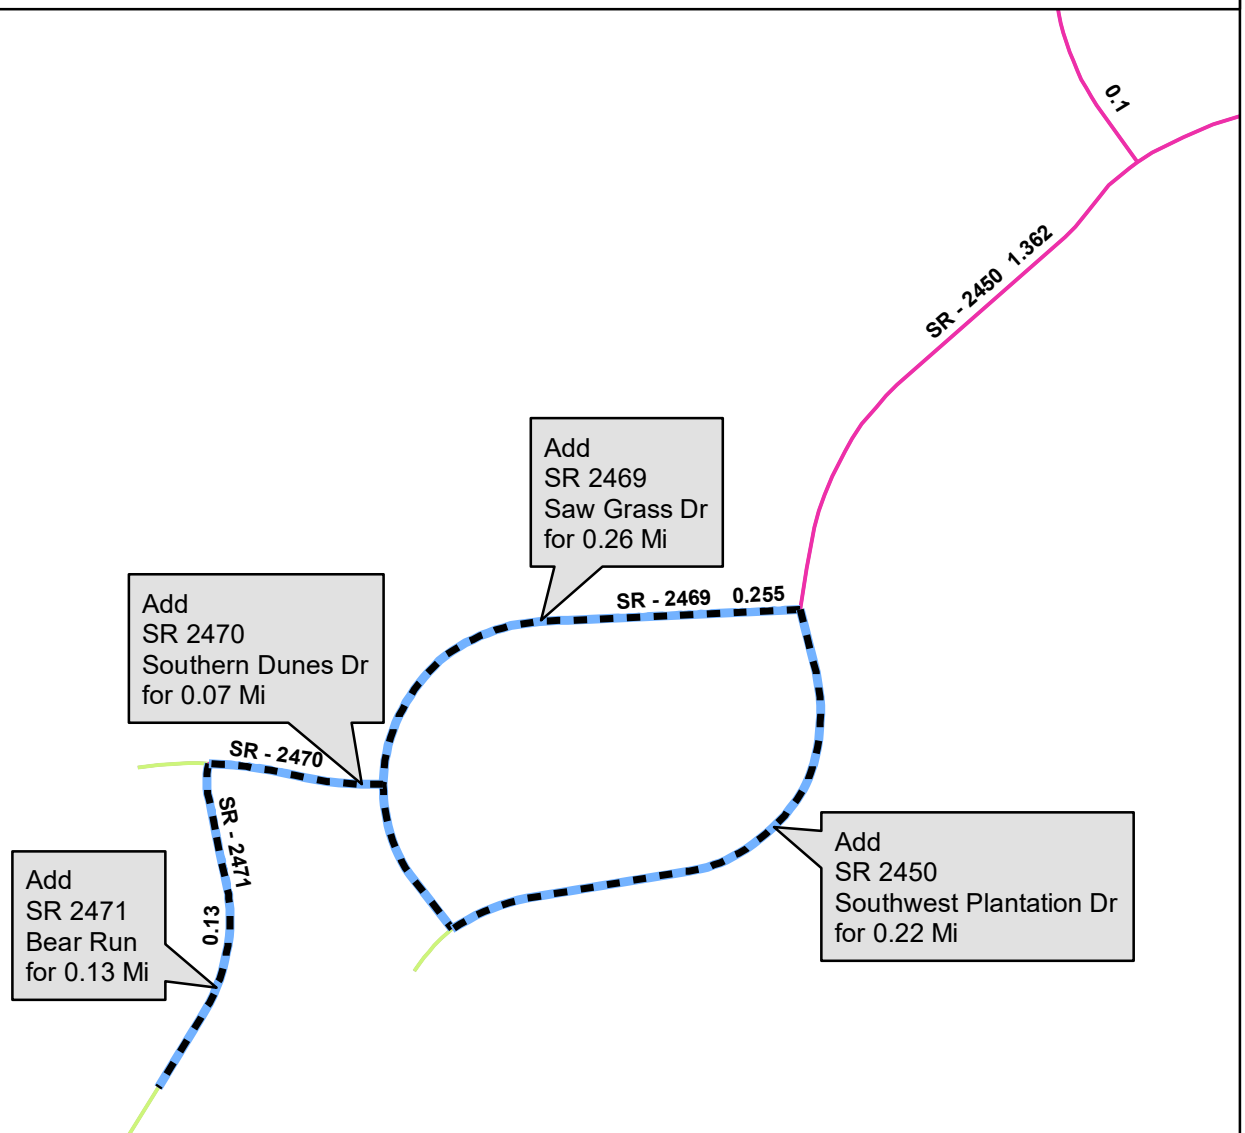 0.1
SR - 2450 1.362
Add
SR 2469
Saw Grass Dr
for 0.26 Mi
SR - 2469 0.255
Add
SR 2470
Southern Dunes Dr
for 0.07 Mi
SR - 2470
SR - 2471
0.13
Add
SR 2471
Bear Run
for 0.13 Mi
Add
SR 2450
Southwest Plantation Dr
for 0.22 Mi